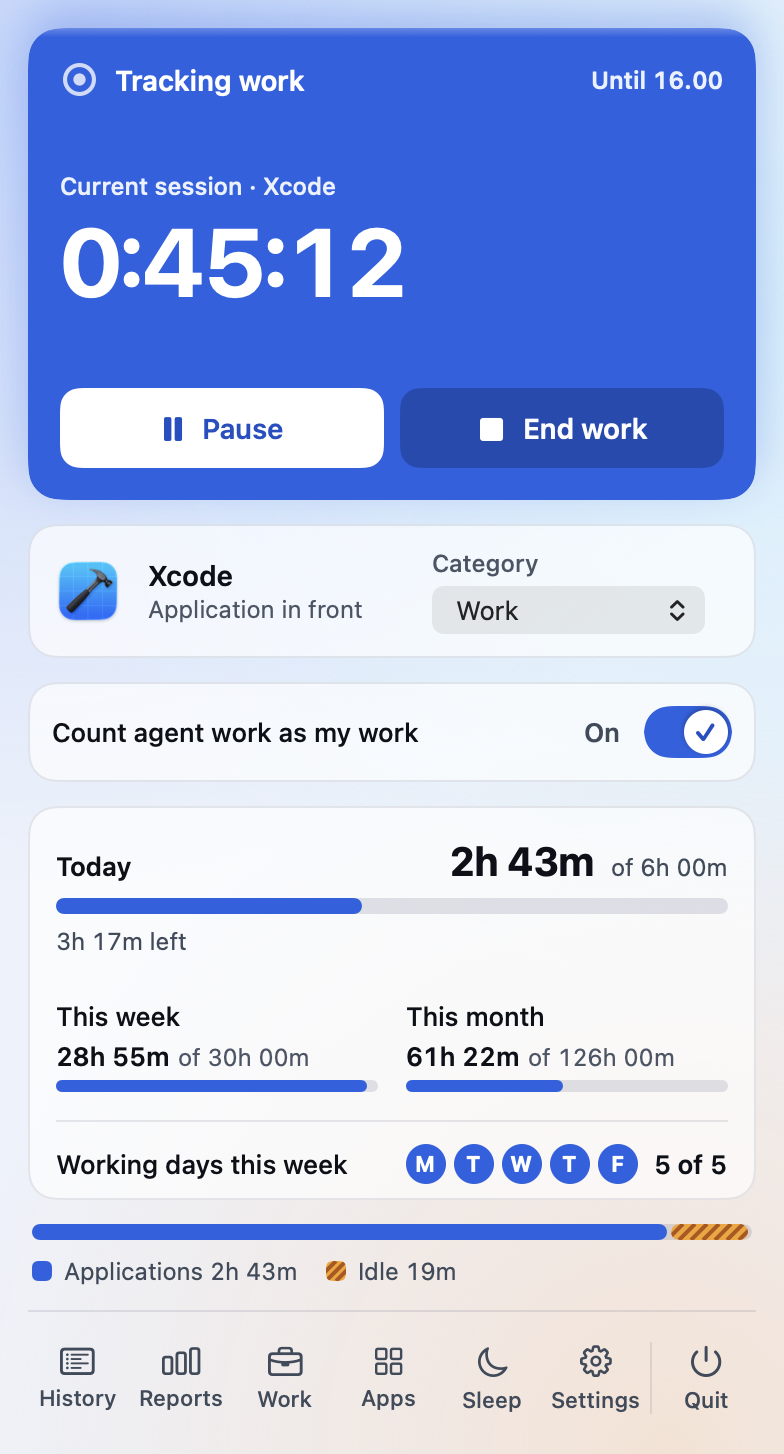 Tracking work
Until 16.00
Current session · Xcode
0:45:12
Pause
End work
Xcode
Application in front
Category
Work
Count agent work as my work
On
Today
2h 43m of 6h 00m
3h 17m left
This week
28h 55m of 30h 00m
This month
61h 22m of 126h 00m
Working days this week
M T W T F
5 of 5
Applications 2h 43m
Idle 19m
History
Reports
Work
Apps
Sleep
Settings
Quit